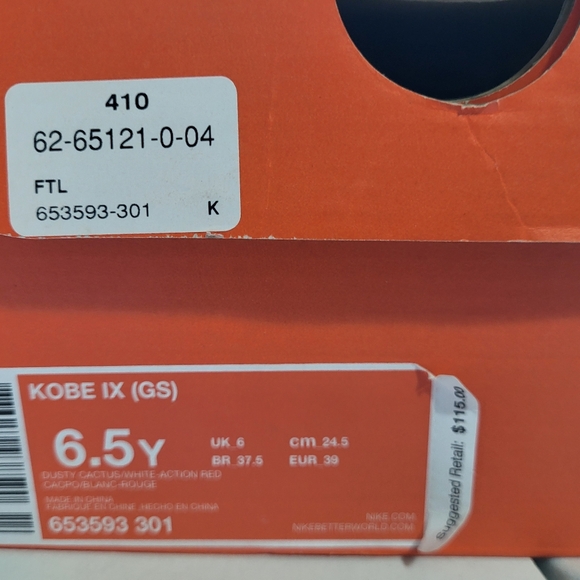 410
62-65121-0-04
FTL
653593-301 K
KOBE IX (GS)
6.5Y
UK 6 cm 24.5
BR 37.5 EUR 39
DUSTY CACTUS/WHITE-ACTION RED
CACPO/BLANC-ROUGE
MADE IN CHINA
FABRIQUE EN CHINE, HECHO EN CHINA
653593 301
NIKE.COM
NIKEBETTERWORLD.COM
Suggested Retail: $115.00